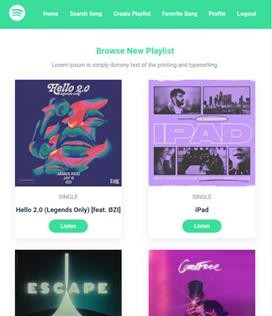 Home Search Song Create Playlist Favorite Song Profile Logout
Browse New Playlist
Lorem Ipsum is simply dummy text of the printing and typesetting.
Hello 2.0
IPAD
SINGLE SINGLE
Hello 2.0 (Legends Only) [feat. ØZI] iPad
Listen Listen
ESCAPE
Carefree